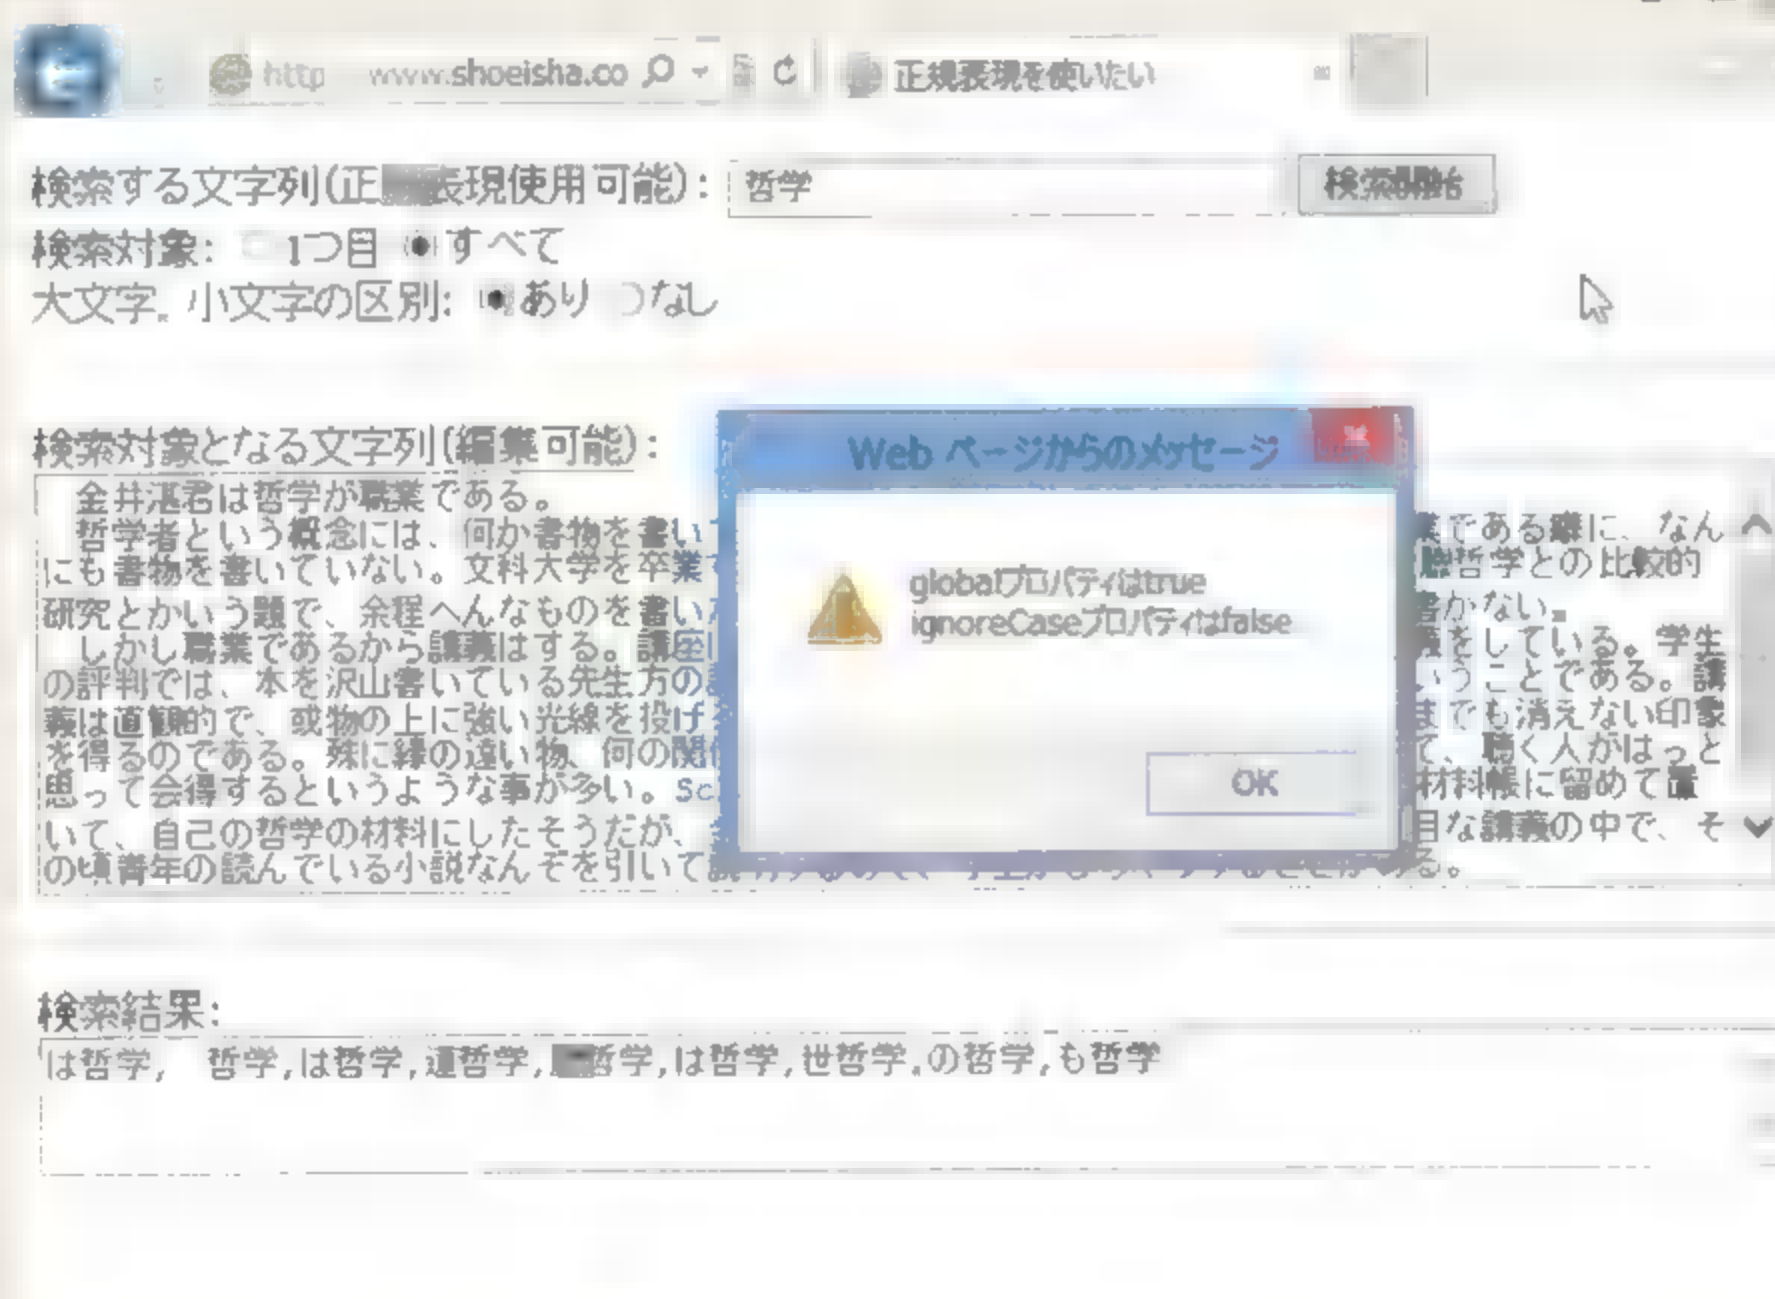 http www.shoeisha.co
正規表現を使いたい
検索する文字列(正 表現使用可能): 哲学 検索開始
検索対象: 1つ目 すべて
大文字、小文字の区別: あり なし
検索対象となる文字列(編集可能):
金井湛君は哲学が職業である。
哲学者という概念には、何か書物を書い である に、なん
にも書物を書いていない。文科大学を卒業 哲学との比較的
研究とかいう題で、余程へんなものを書い 書かない。
しかし職業であるから講義はする。講座 をしている。学生
の評判では、本を沢山書いている先生方の いうことである。講
義は直観的で、或物の上に強い光線を投げ までも消えない印象
を得るのである。殊に縁の遠い物、何の関 て、聴く人がはっと
思って会得するというような事が多い。Sc 材料帳に留めて置
いて、自己の哲学の材料にしたそうだが、 目な講義の中で、そ
の頃青年の読んでいる小説なんぞを引いて る。
Web ページからのメッセージ
globalプロパティはtrue
ignoreCaseプロパティはfalse
OK
検索結果:
は哲学, 哲学,は哲学, 哲学, 哲学,は哲学,世哲学,の哲学,も哲学